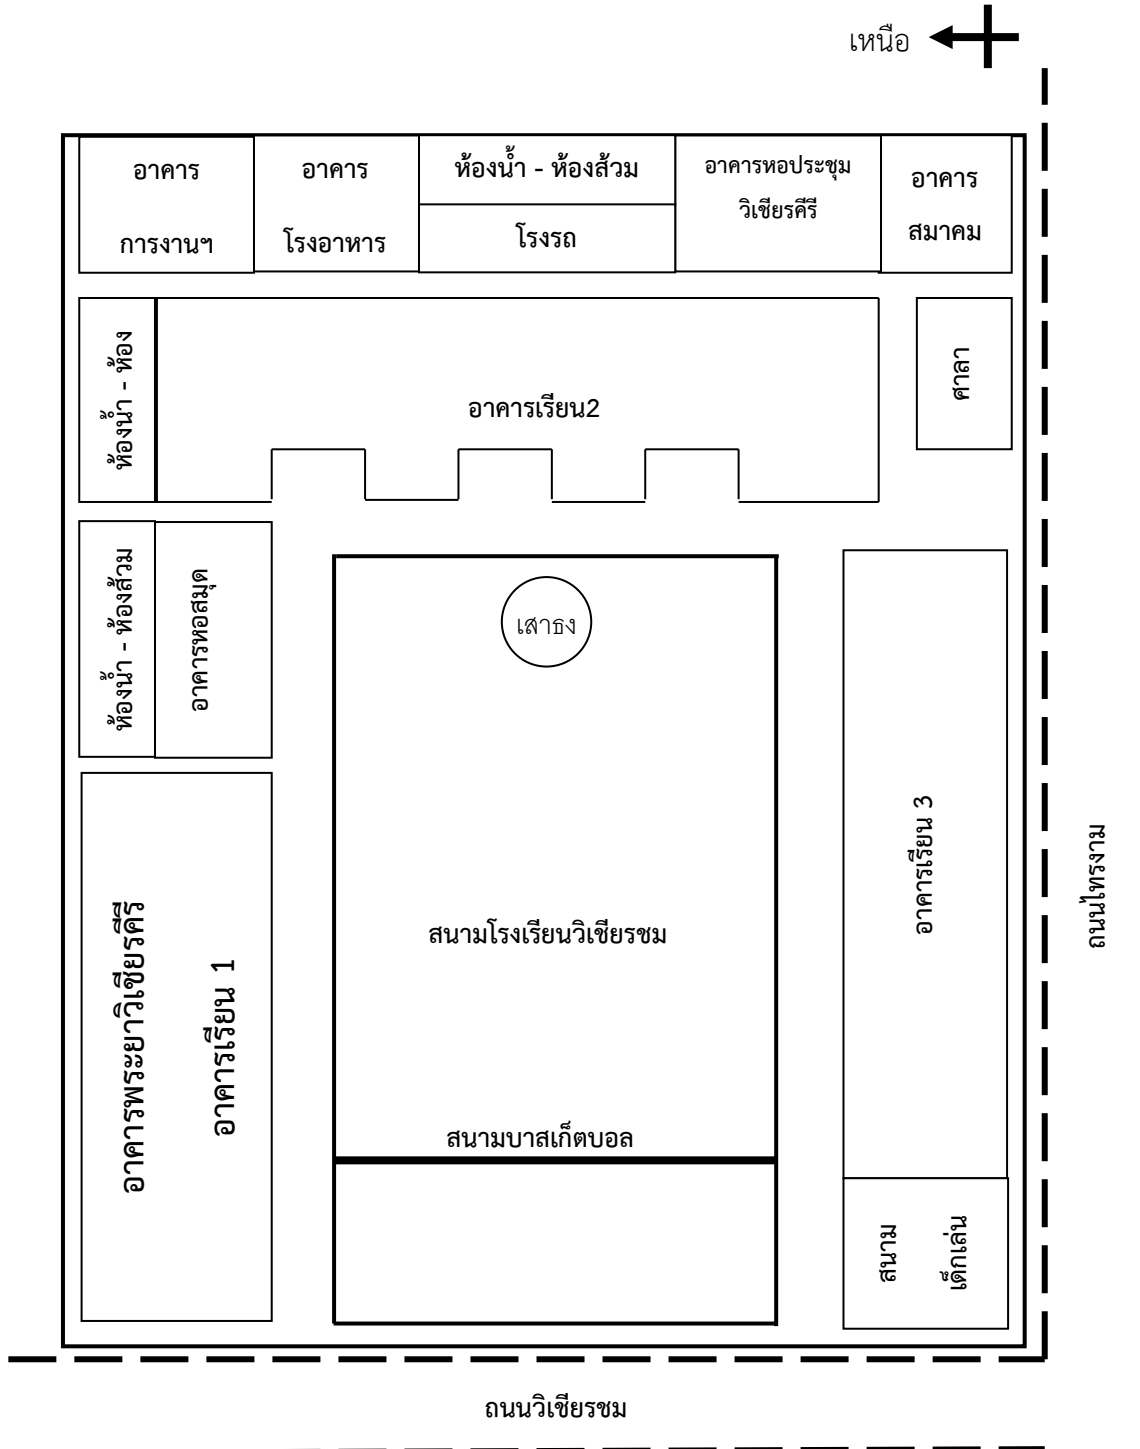 เหนือ
อาคาร
การงานฯ
อาคาร
โรงอาหาร
ห้องน้ำ - ห้องส้วม
โรงรถ
อาคารหอประชุม
วิเชียรคีรี
อาคาร
สมาคม
ห้องน้ำ - ห้อง
อาคารเรียน2
ศาลา
ห้องน้ำ - ห้องส้วม
อาคารหอสมุด
เสาธง
อาคารเรียน 3
ถนนไทรงาม
อาคารพระยาวิเชียรคีรี
อาคารเรียน 1
สนามโรงเรียนวิเชียรชม
สนามบาสเก็ตบอล
สนาม
เด็กเล่น
ถนนวิเชียรชม